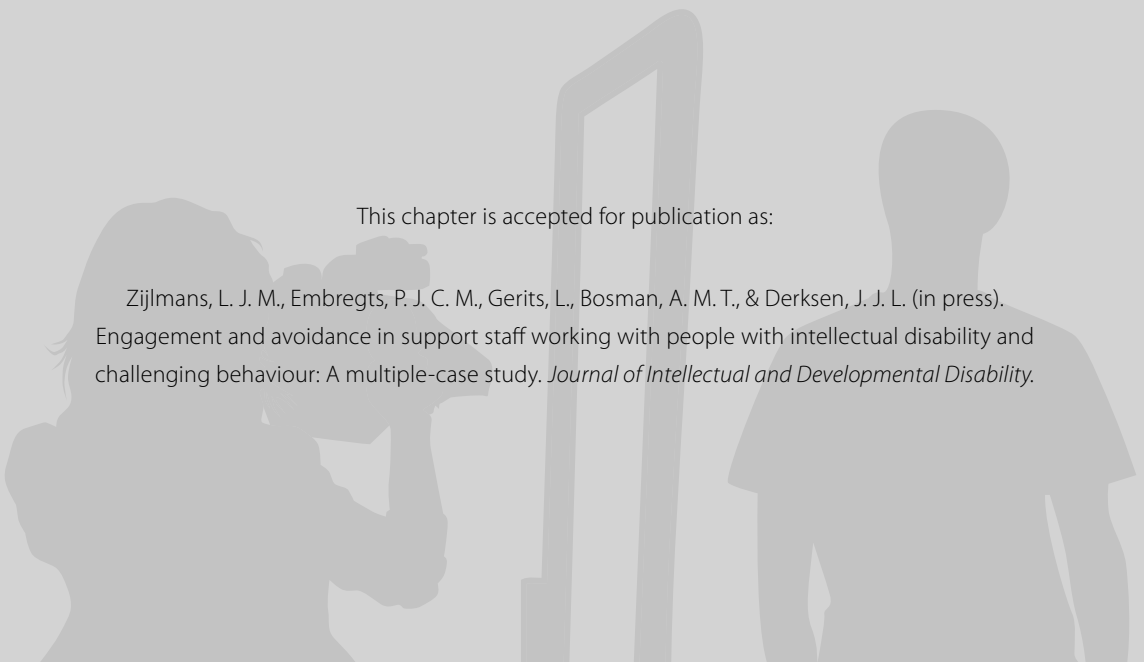 This chapter is accepted for publication as:
Zijlmans, L. J. M., Embregts, P. J. C. M., Gerits, L., Bosman, A. M. T., & Derksen, J. J. L. (in press).
Engagement and avoidance in support staff working with people with intellectual disability and
challenging behaviour: A multiple-case study. Journal of Intellectual and Developmental Disability.